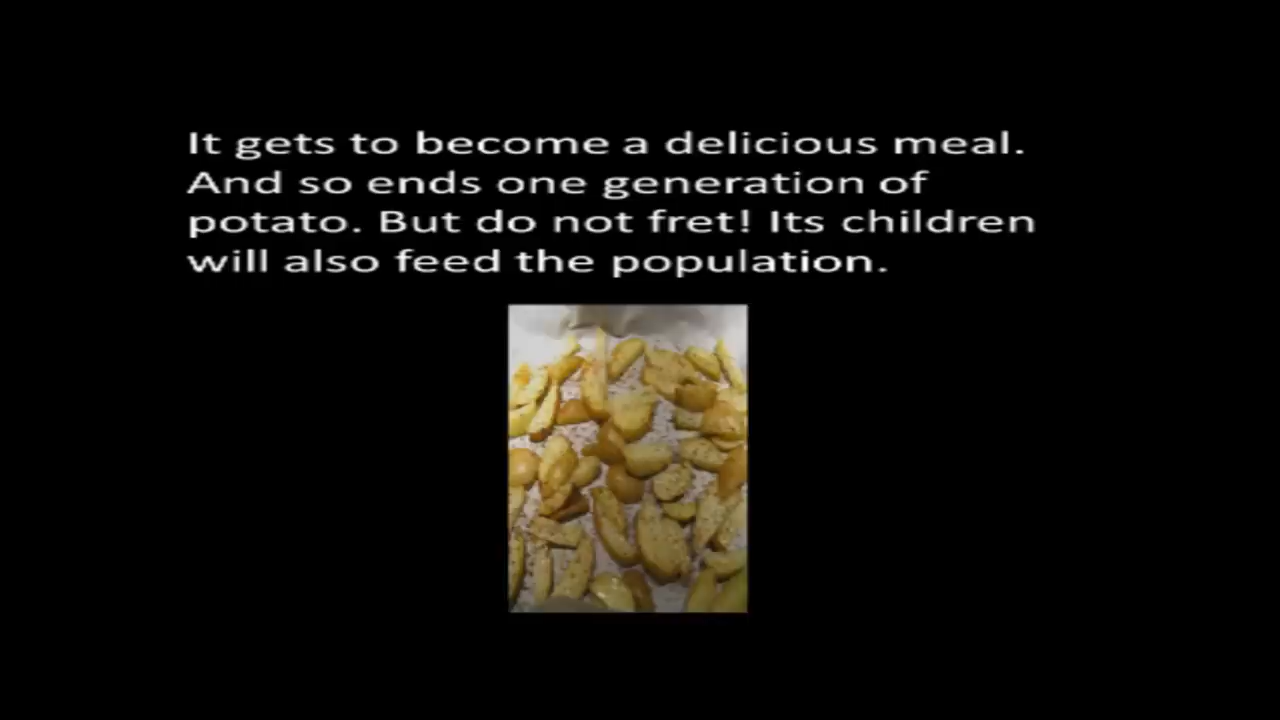 It gets to become a delicious meal.
And so ends one generation of
potato. But do not fret! Its children
will also feed the population.